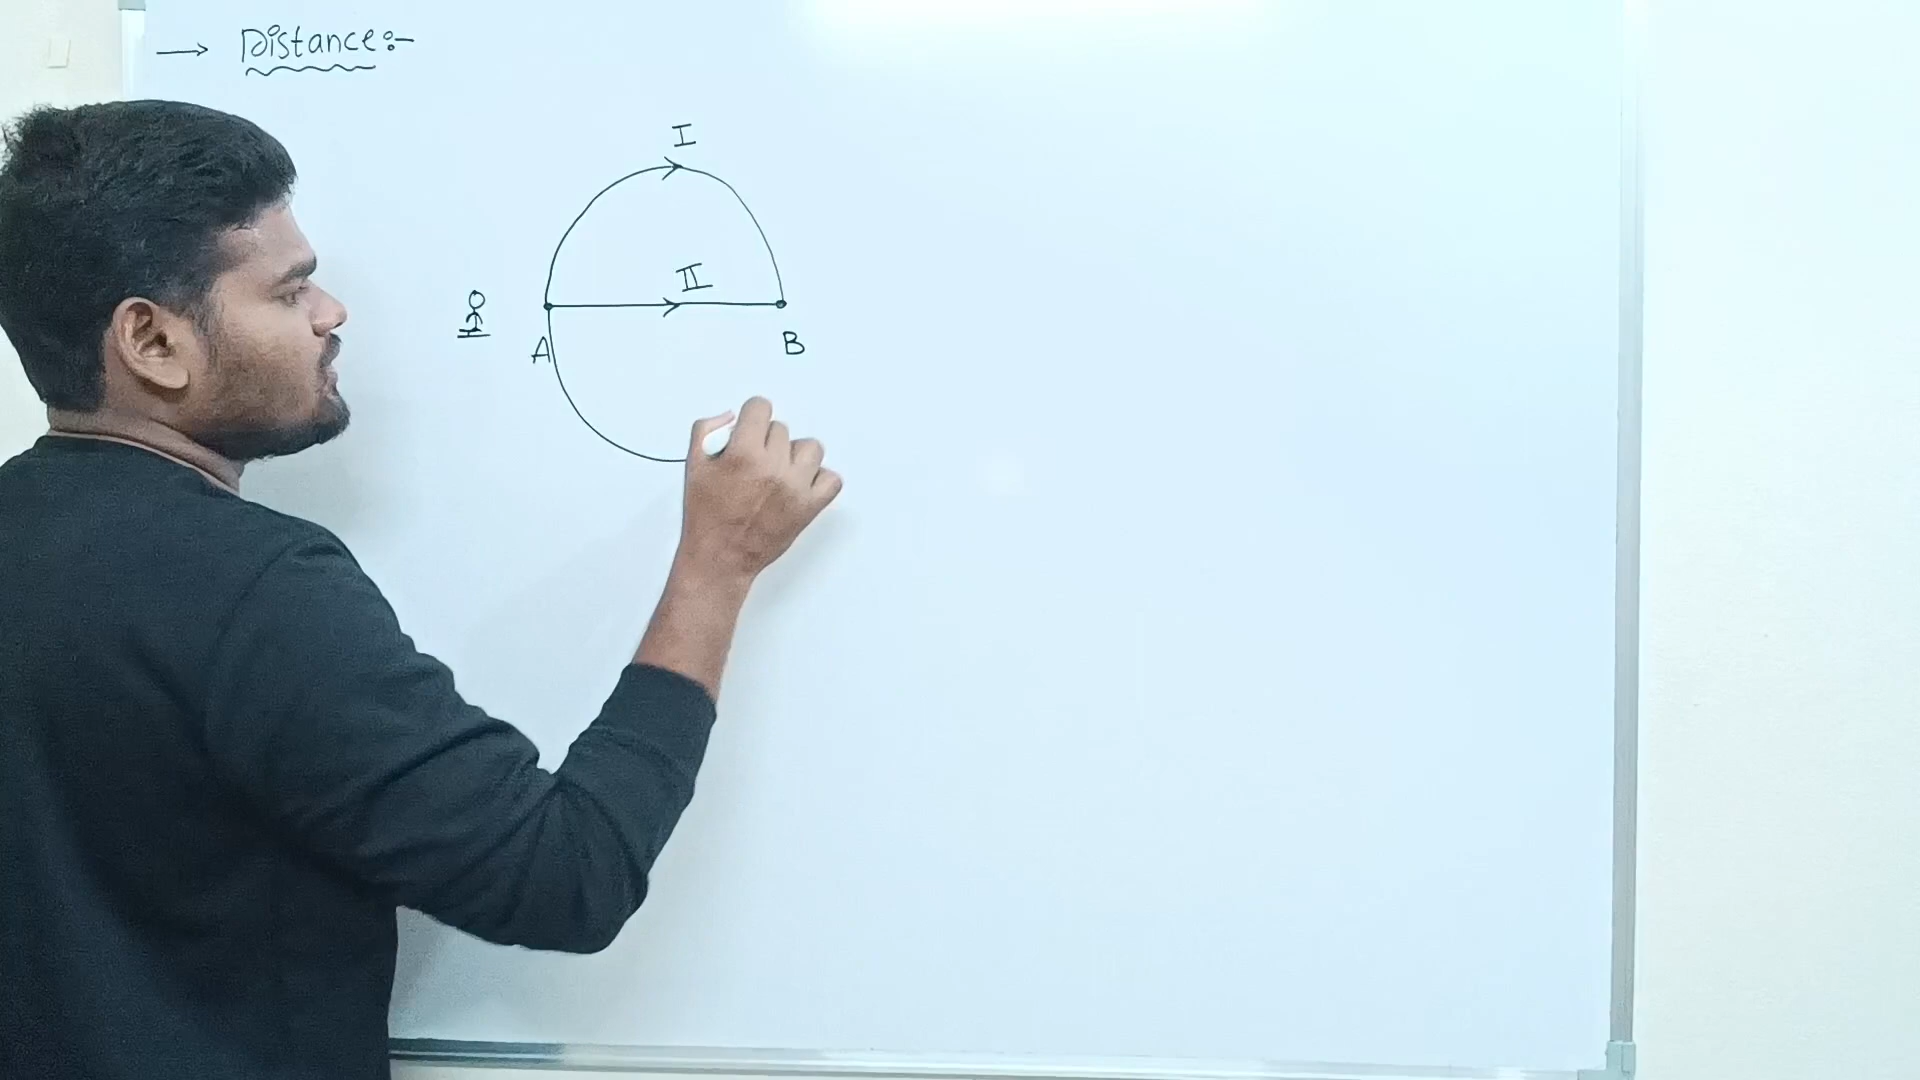 → Distance:-
I
II
A
B